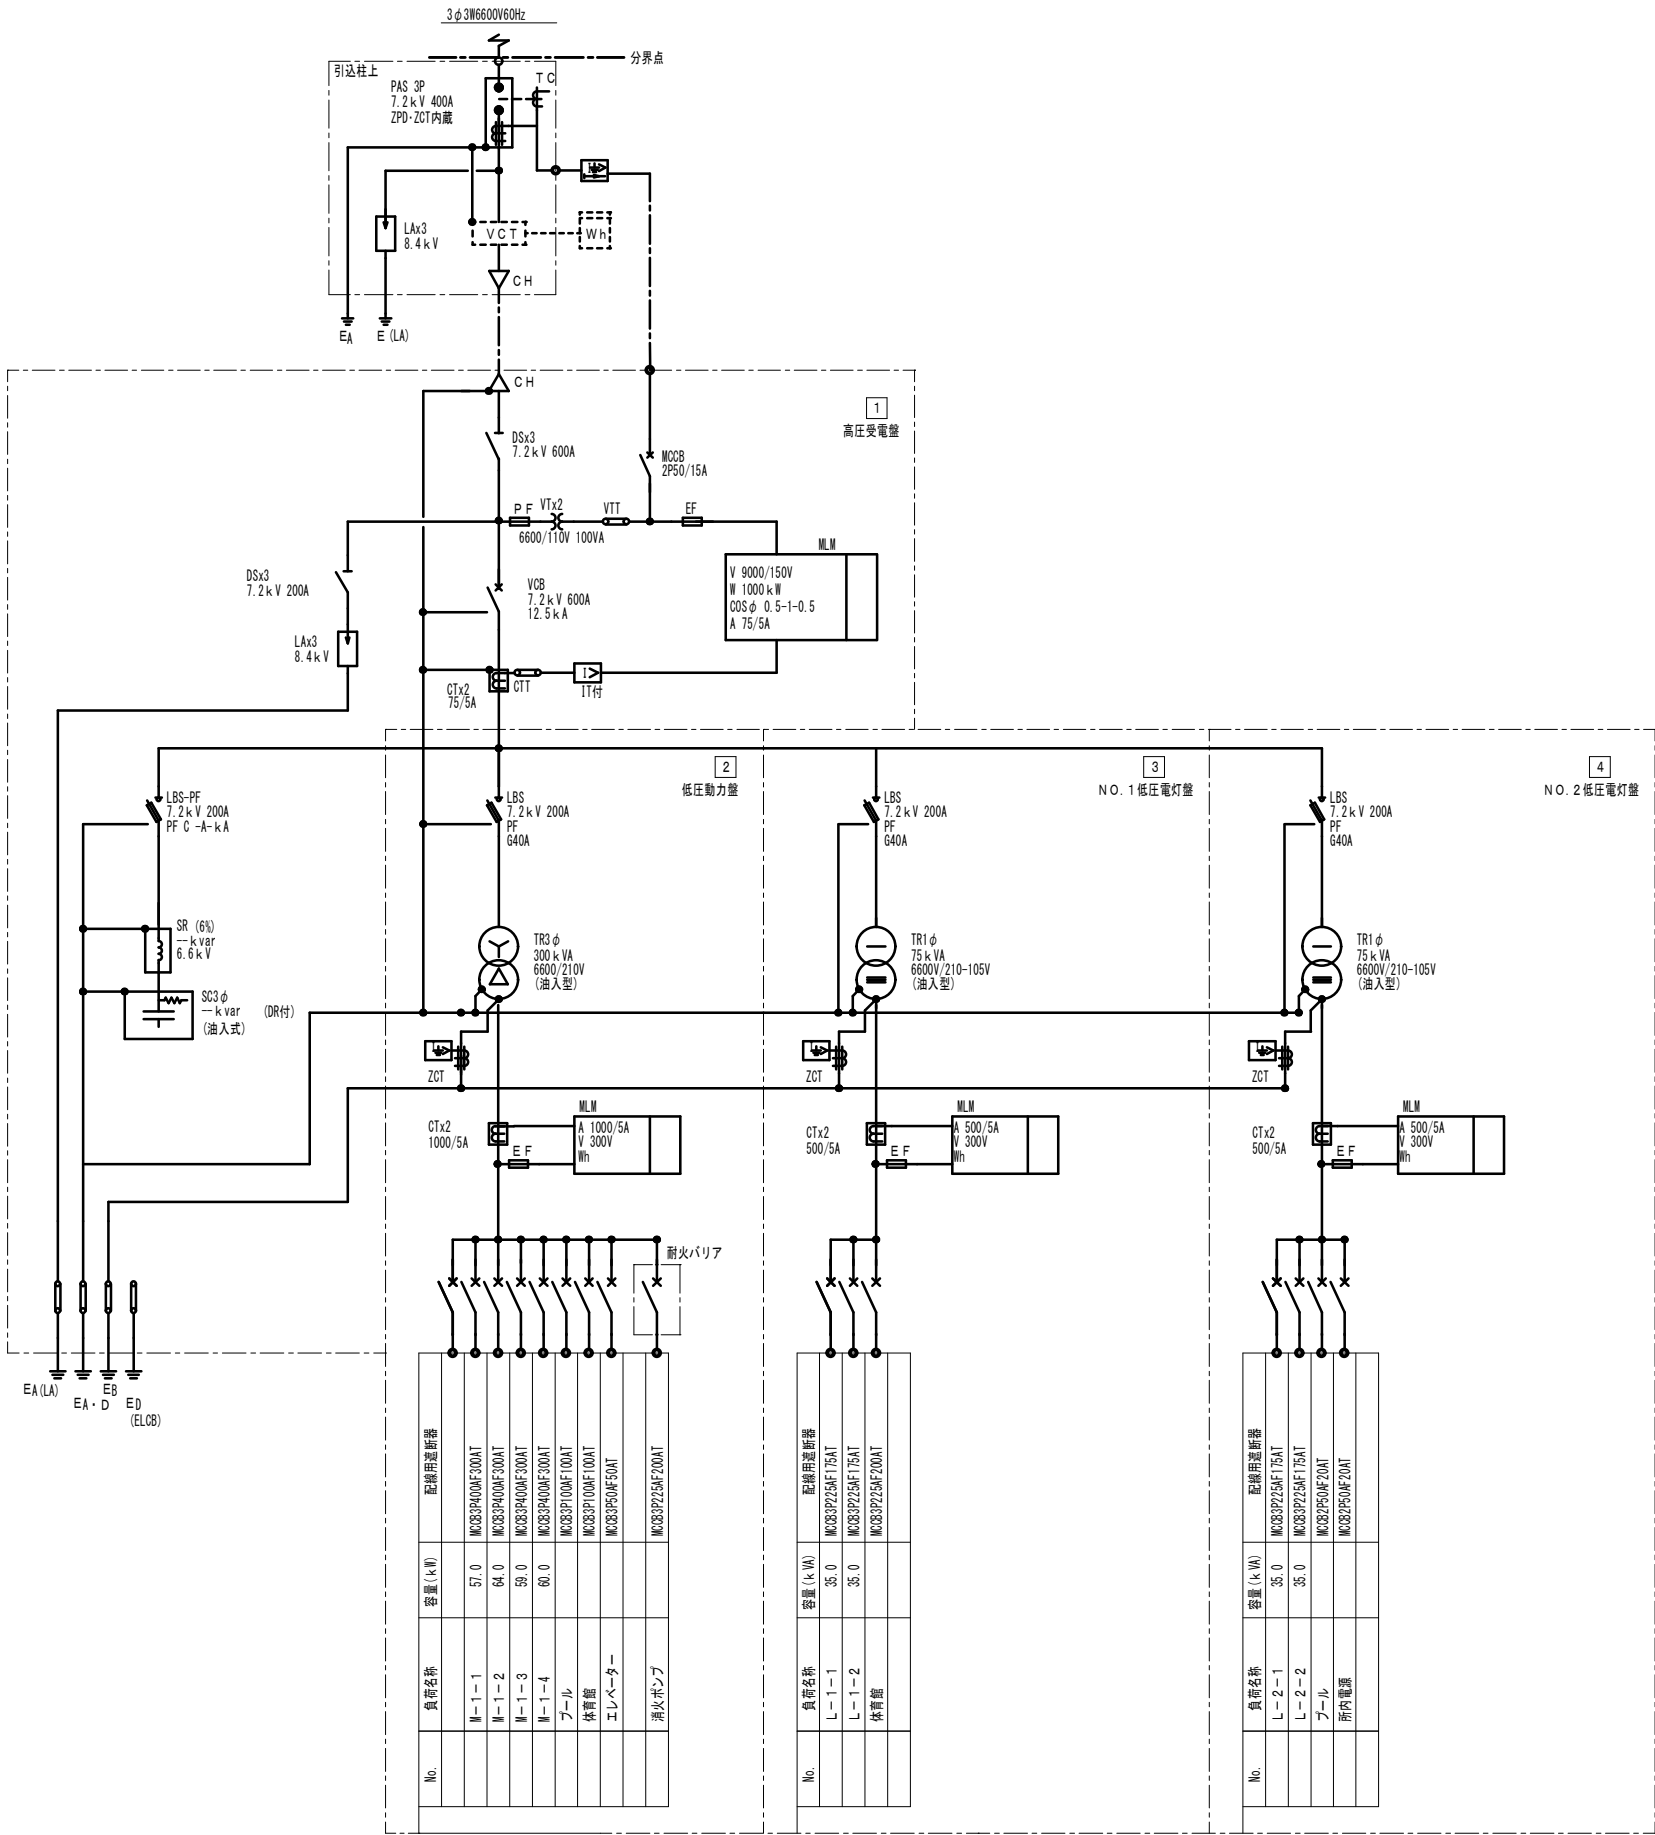 3φ3W6600V60Hz
分界点
引込柱上
PAS 3P
7.2kV 400A
ZPD・ZCT内蔵
TC
LAx3
8.4kV
VCT
Wh
CH
EA
E (LA)
CH
1
高圧受電盤
DSx3
7.2kV 600A
MCCB
2P50/15A
PF
VTx2
VTT
EF
6600/110V 100VA
MLM
V 9000/150V
W 1000kW
COSφ 0.5-1-0.5
A 75/5A
DSx3
7.2kV 200A
VCB
7.2kV 600A
12.5kA
LAx3
8.4kV
CTx2
75/5A
CTT
I>
IT付
2
低圧動力盤
3
NO.1低圧電灯盤
4
NO.2低圧電灯盤
LBS-PF
7.2kV 200A
PF C -A-kA
LBS
7.2kV 200A
PF
G40A
LBS
7.2kV 200A
PF
G40A
LBS
7.2kV 200A
PF
G40A
SR (6%)
--kvar
6.6kV
SC3φ
--kvar (DR付)
(油入式)
TR3φ
300kVA
6600/210V
(油入型)
TR1φ
75kVA
6600V/210-105V
(油入型)
TR1φ
75kVA
6600V/210-105V
(油入型)
ZCT
ZCT
ZCT
CTx2
1000/5A
MLM
A 1000/5A
V 300V
Wh
EF
CTx2
500/5A
MLM
A 500/5A
V 300V
Wh
EF
CTx2
500/5A
MLM
A 500/5A
V 300V
Wh
EF
耐火バリア
EA(LA)
EA・D
EB
ED
(ELCB)
No. 負荷名称 容量(kW) 配線用遮断器
M-1-1 57.0 MCCB3P400AF300AT
M-1-2 64.0 MCCB3P400AF300AT
M-1-3 59.0 MCCB3P400AF300AT
M-1-4 60.0 MCCB3P400AF300AT
プール MCCB3P100AF100AT
体育館 MCCB3P100AF100AT
エレベーター MCCB3P50AF50AT
消火ポンプ MCCB3P225AF200AT
No. 負荷名称 容量(kVA) 配線用遮断器
L-1-1 35.0 MCCB3P225AF175AT
L-1-2 35.0 MCCB3P225AF175AT
体育館 MCCB3P225AF200AT
No. 負荷名称 容量(kVA) 配線用遮断器
L-2-1 35.0 MCCB3P225AF175AT
L-2-2 35.0 MCCB3P225AF175AT
プール MCCB2P50AF20AT
所内電源 MCCB2P50AF20AT